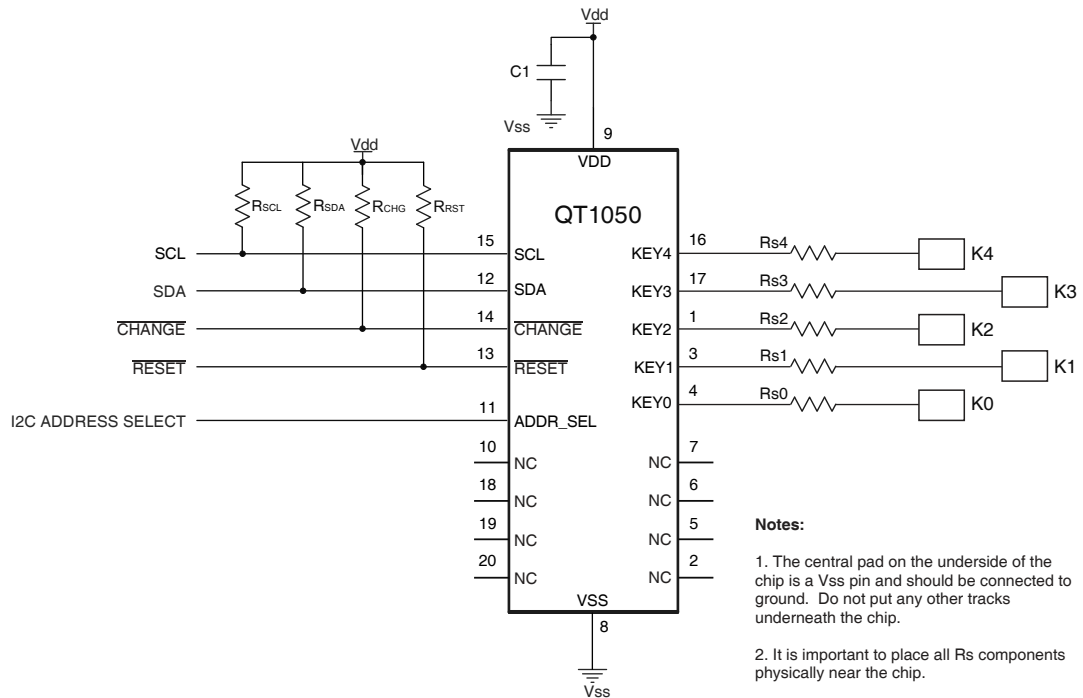 Vdd
C1
Vss
9
VDD
Vdd
RSCL RSDA RCHG RRST
QT1050
SCL 15 SCL KEY4 16 Rs4 K4
SDA 12 SDA KEY3 17 Rs3 K3
CHANGE 14 CHANGE KEY2 1 Rs2 K2
RESET 13 RESET KEY1 3 Rs1 K1
KEY0 4 Rs0 K0
I2C ADDRESS SELECT 11 ADDR_SEL
10 NC NC 7
18 NC NC 6
19 NC NC 5
20 NC NC 2
VSS
8
Vss
Notes:
1. The central pad on the underside of the
chip is a Vss pin and should be connected to
ground. Do not put any other tracks
underneath the chip.
2. It is important to place all Rs components
physically near the chip.